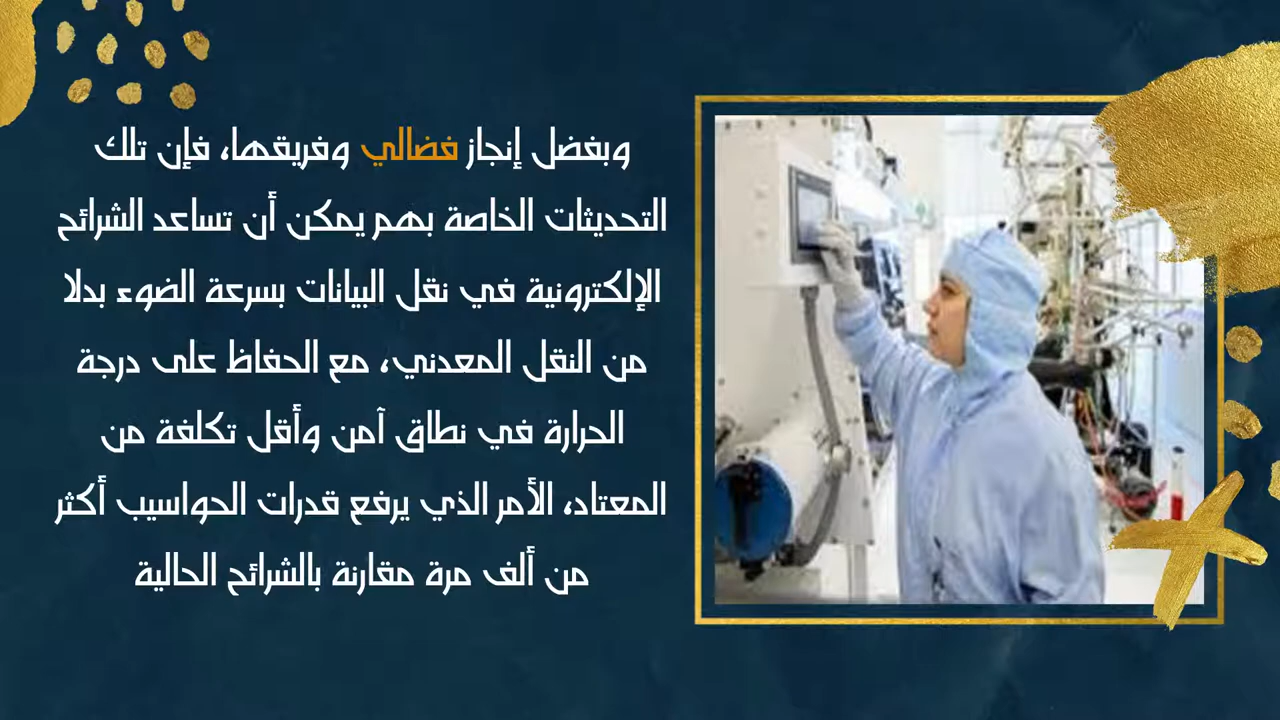 وبفضل إنجاز فضالي وفريقها، فإن تلك
التحديثات الخاصة بهم يمكن أن تساعد الشرائح
الإلكترونية في نقل البيانات بسرعة الضوء بدلا
من النقل المعدني، مع الحفاظ على درجة
الحرارة في نطاق آمن وأقل تكلفة من
المعتاد، الأمر الذي يرفع قدرات الحواسيب أكثر
من ألف مرة مقارنة بالشرائح الحالية